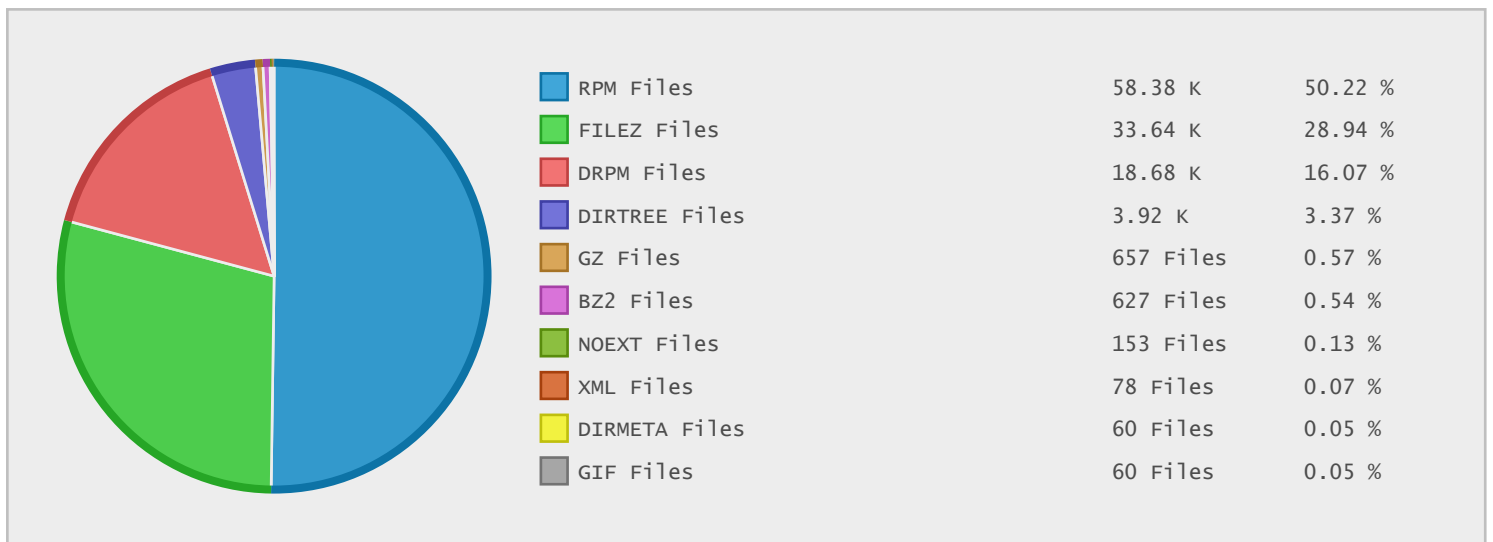 RPM Files 58.38 K 50.22 %
FILEZ Files 33.64 K 28.94 %
DRPM Files 18.68 K 16.07 %
DIRTREE Files 3.92 K 3.37 %
GZ Files 657 Files 0.57 %
BZ2 Files 627 Files 0.54 %
NOEXT Files 153 Files 0.13 %
XML Files 78 Files 0.07 %
DIRMETA Files 60 Files 0.05 %
GIF Files 60 Files 0.05 %